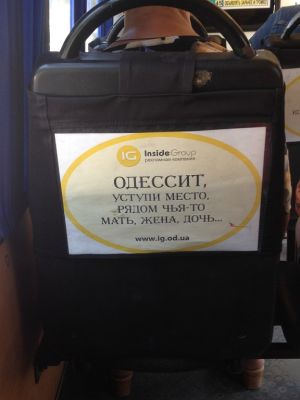 IG Inside Group
рекламная компания
ОДЕССИТ,
УСТУПИ МЕСТО,
РЯДОМ ЧЬЯ-ТО
МАТЬ, ЖЕНА, ДОЧЬ...
www.ig.od.ua